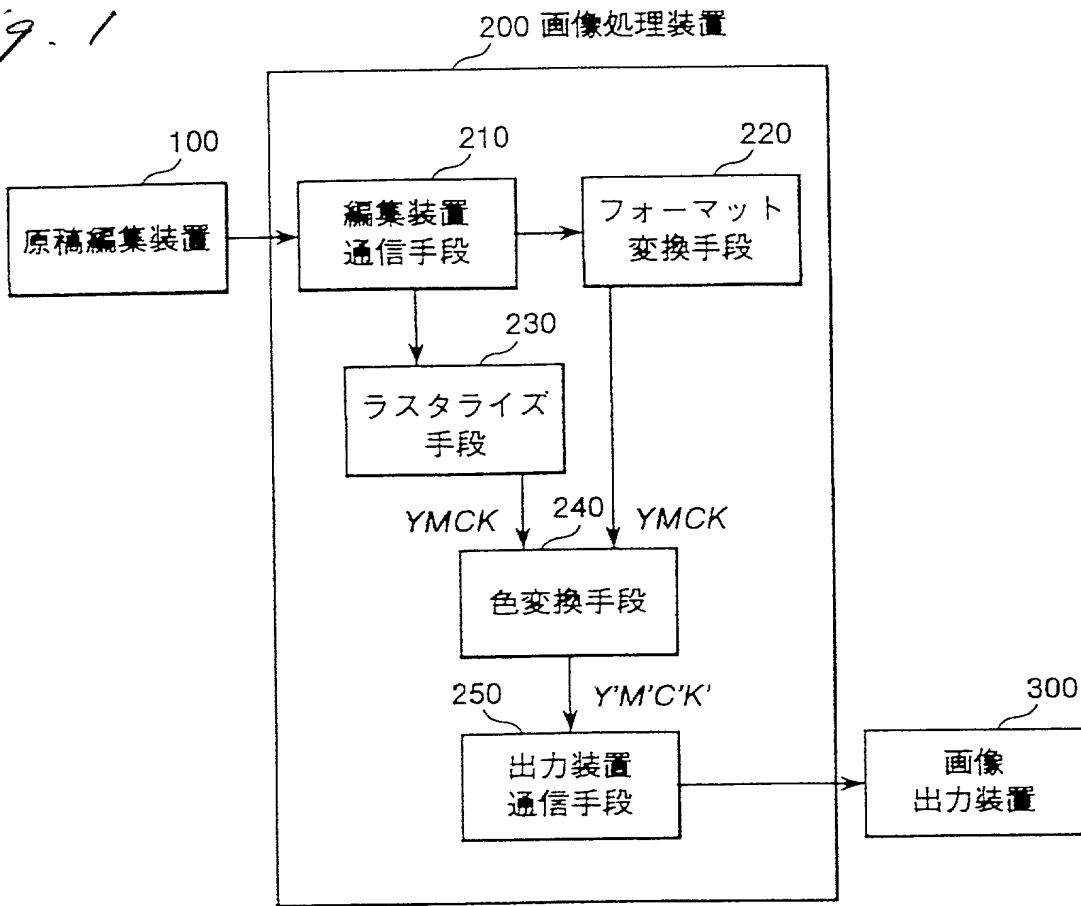 Fig. 1
200 画像処理装置
100
原稿編集装置
210
編集装置
通信手段
220
フォーマット
変換手段
230
ラスタライズ
手段
YMCK
240
YMCK
色変換手段
Y'M'C'K'
250
出力装置
通信手段
300
画像
出力装置